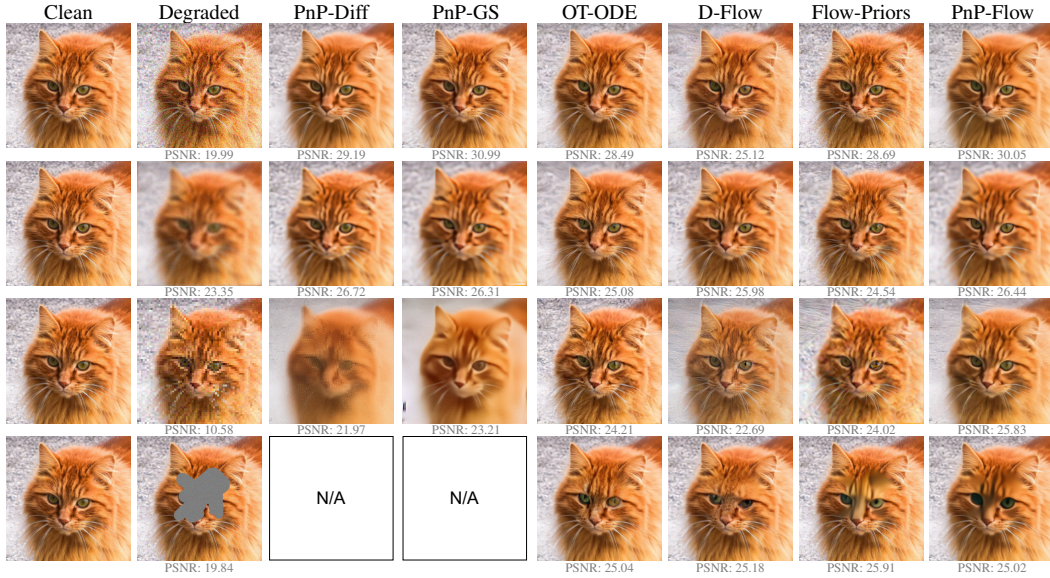 Clean Degraded PnP-Diff PnP-GS OT-ODE D-Flow Flow-Priors PnP-Flow
PSNR: 19.99 PSNR: 29.19 PSNR: 30.99 PSNR: 28.49 PSNR: 25.12 PSNR: 28.69 PSNR: 30.05
PSNR: 23.35 PSNR: 26.72 PSNR: 26.31 PSNR: 25.08 PSNR: 25.98 PSNR: 24.54 PSNR: 26.44
PSNR: 10.58 PSNR: 21.97 PSNR: 23.21 PSNR: 24.21 PSNR: 22.69 PSNR: 24.02 PSNR: 25.83
N/A N/A
PSNR: 19.84 PSNR: 25.04 PSNR: 25.18 PSNR: 25.91 PSNR: 25.02